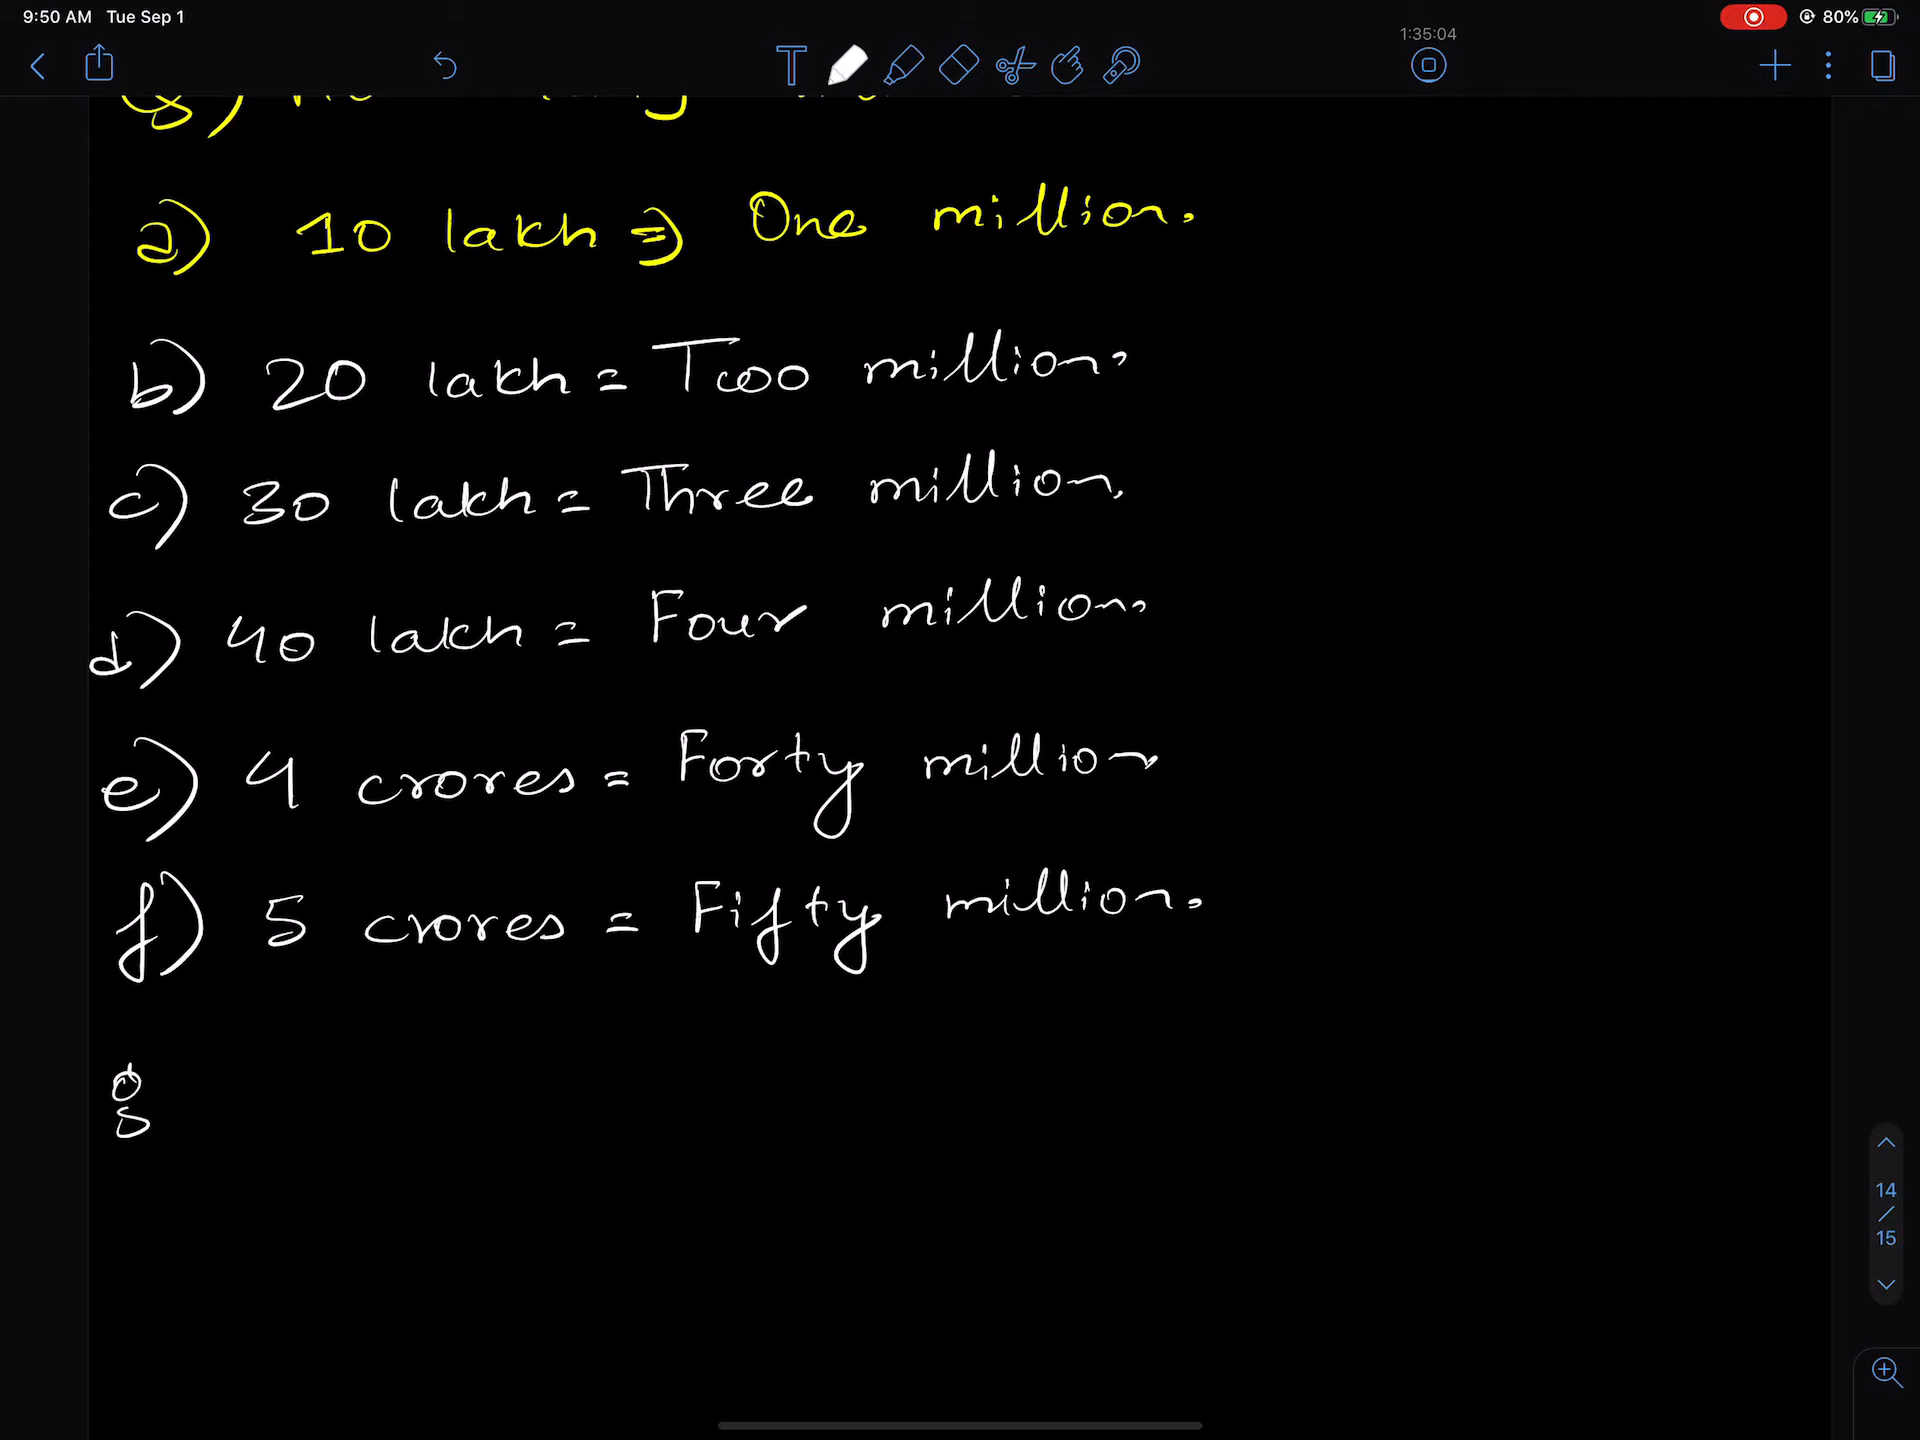 9:50 AM Tue Sep 1
80%
1:35:04
a) 10 lakh ⇒ One million.
b) 20 lakh = Two million.
c) 30 lakh = Three million.
d) 40 lakh = Four million.
e) 4 crores = Forty million
f) 5 crores = Fifty million.
g
14
/
15